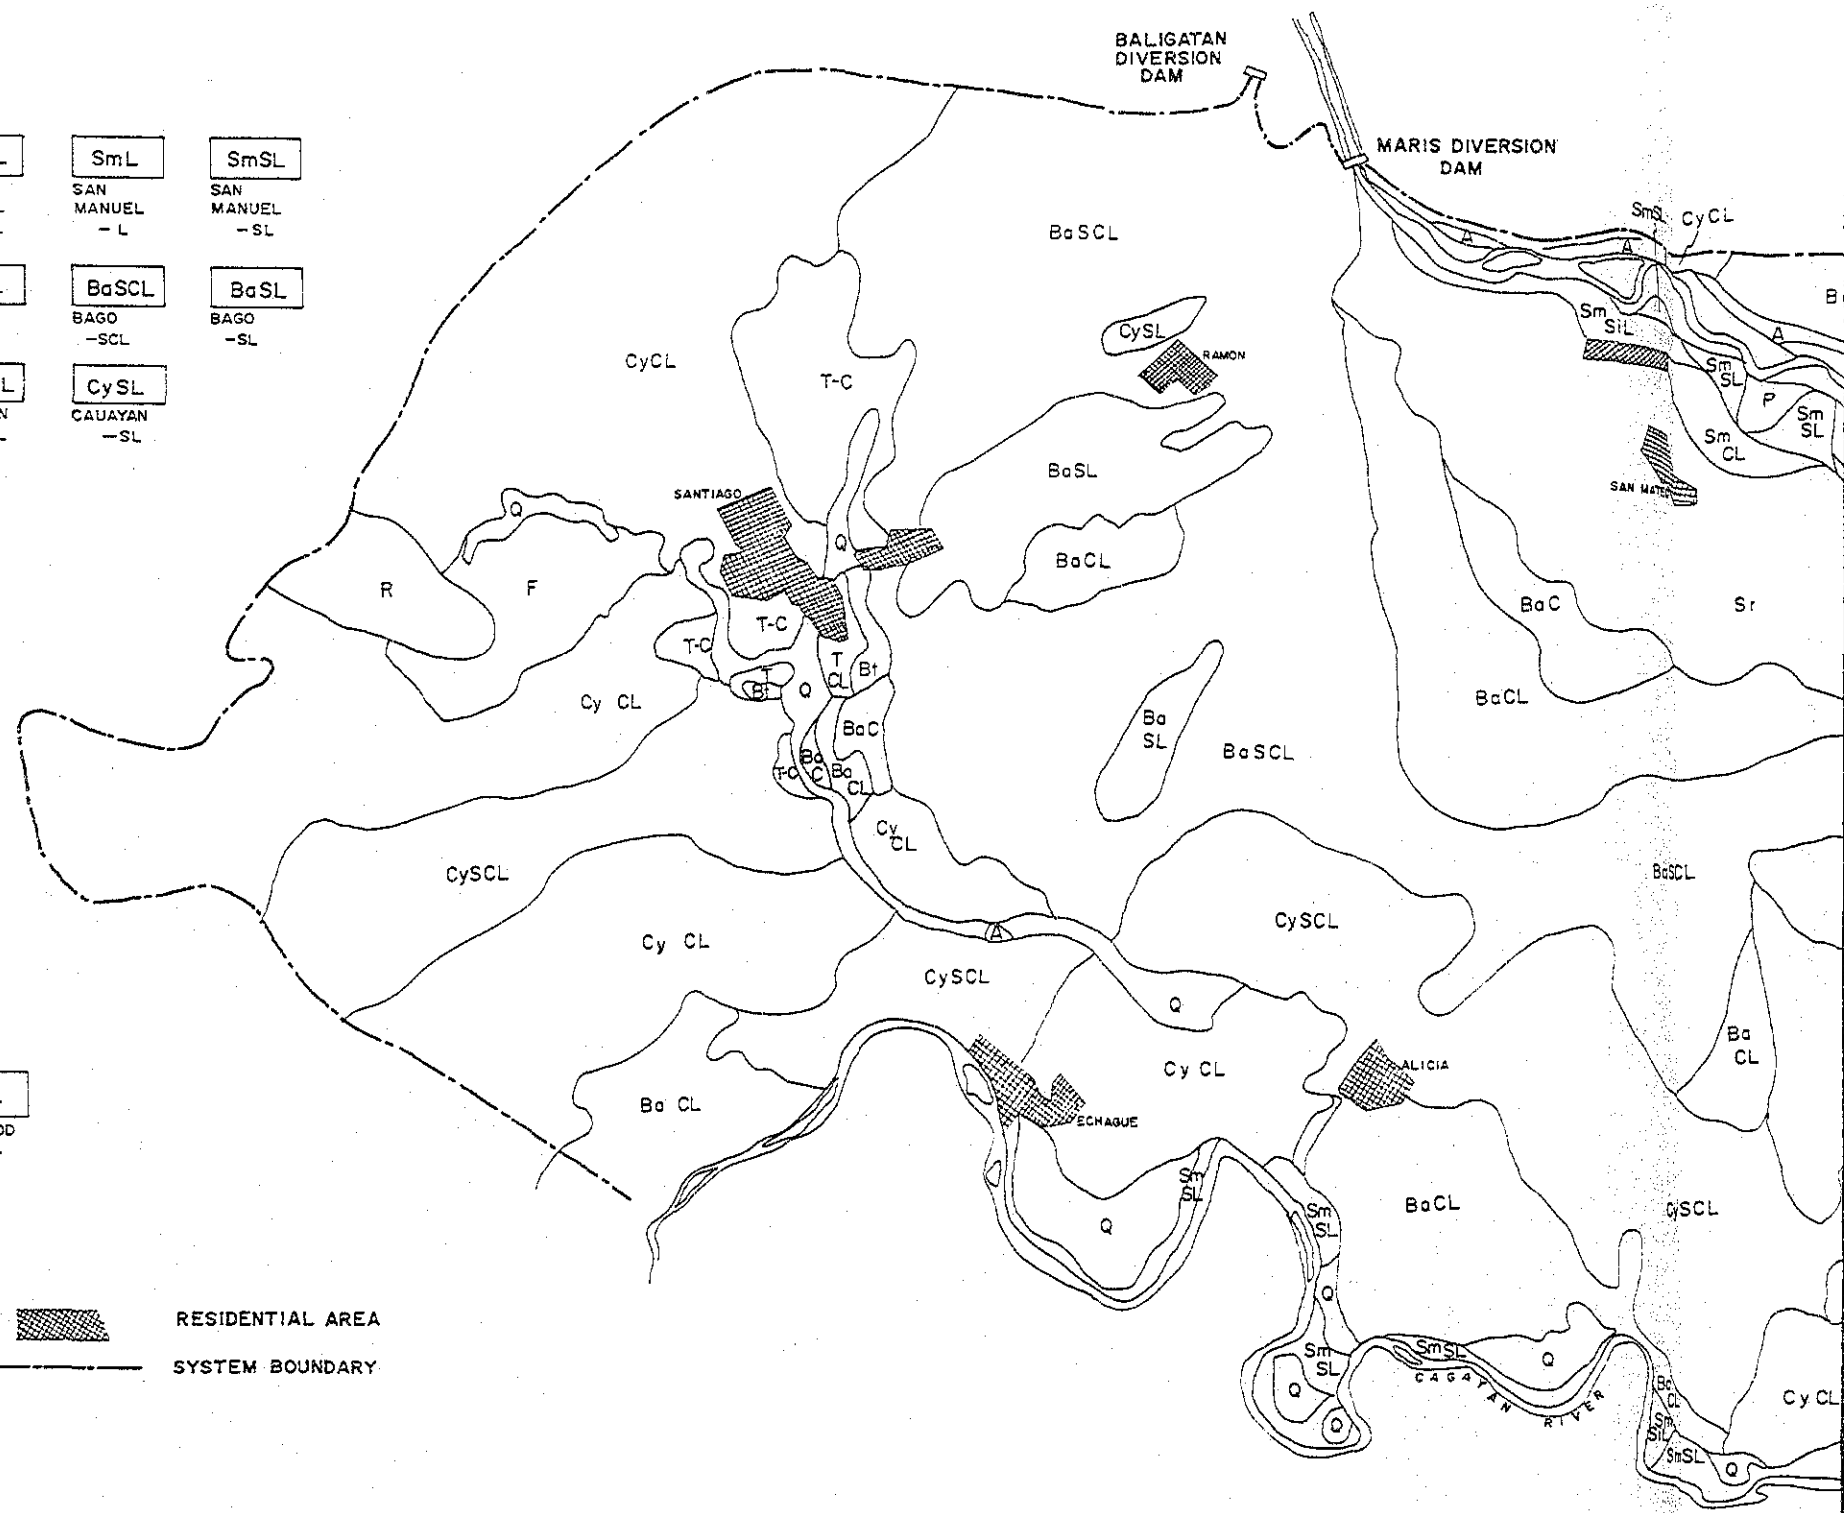 BALIGATAN
DIVERSION
DAM
MARIS DIVERSION
DAM
L
SmL
SmSL
L
SAN
MANUEL
- L
SAN
MANUEL
- SL
BaSCL
BaSL
BAGO
-SCL
BAGO
-SL
L
CySL
N
CAUAYAN
-SL
SmSL
CyCL
A
A
BaSCL
B
A
Sm
SiL
CySL
RAMON
CyCL
T-C
Sm
SL
P
Sm
SL
Sm
CL
BaSL
SAN MATEO
SANTIAGO
Q
Q
BaCL
R
F
BaC
Sr
T-C
T-C
T
CL
Bt
T
Bt
Q
Cy CL
BaCL
BaC
Ba
SL
BaSCL
T-C
Ba
C
Ba
CL
Cy
CL
CySCL
BaSCL
CySCL
A
Cy CL
CySCL
Q
Ba
CL
Cy CL
ALICIA
Ba CL
ECHAGUE
OD
Sm
SL
Q
Sm
SL
BaCL
CySCL
Q
Sm
SL
SmSL
Q
Q
Q
CAGAYAN RIVER
Ba
CL
Cy CL
Sm
SiL
SmSL
Q
RESIDENTIAL AREA
SYSTEM BOUNDARY